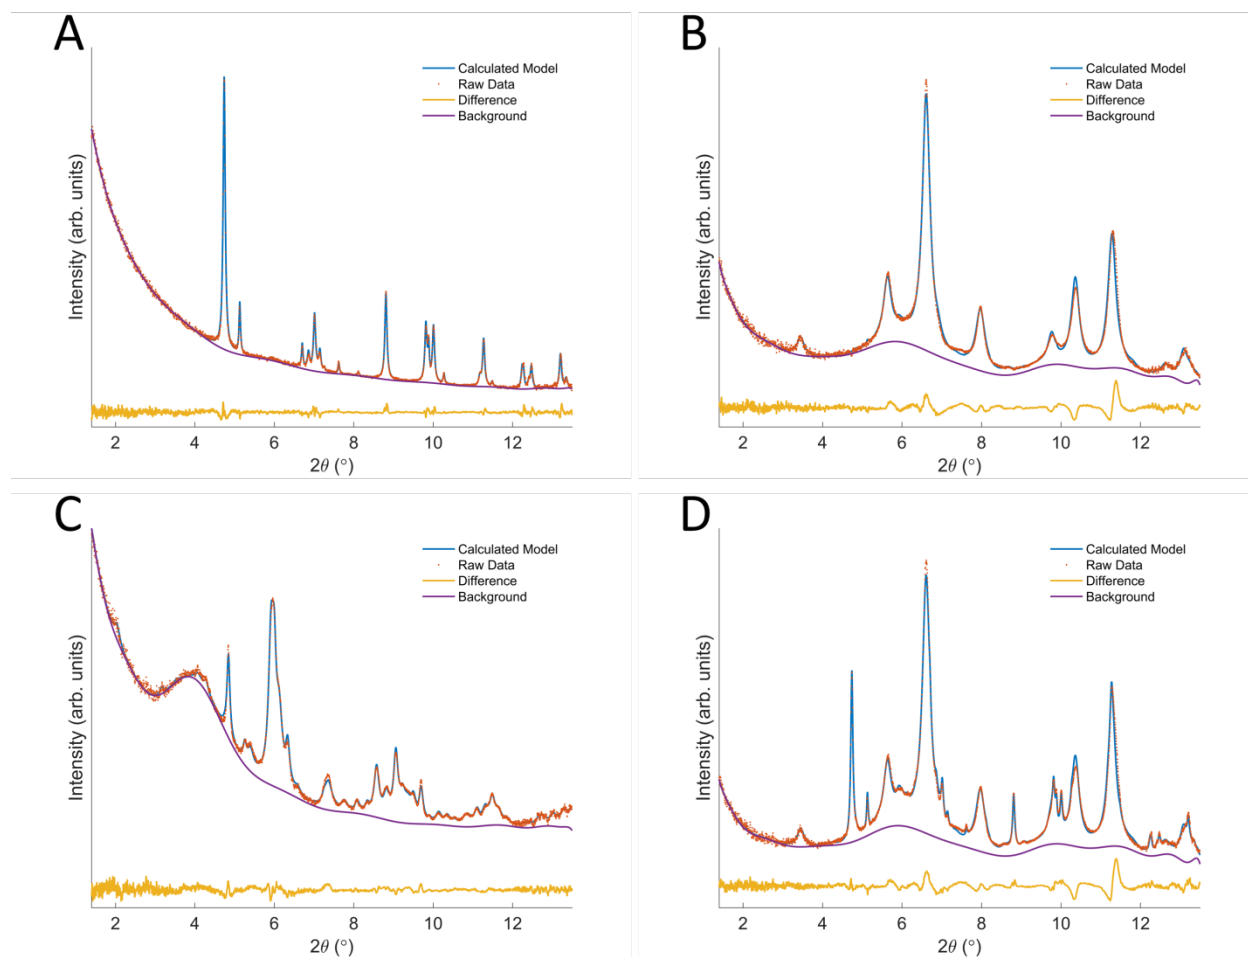 A
Calculated Model
Raw Data
Difference
Background
Intensity (arb. units)
2 4 6 8 10 12
2θ (°)
B
Calculated Model
Raw Data
Difference
Background
Intensity (arb. units)
2 4 6 8 10 12
2θ (°)
C
Calculated Model
Raw Data
Difference
Background
Intensity (arb. units)
2 4 6 8 10 12
2θ (°)
D
Calculated Model
Raw Data
Difference
Background
Intensity (arb. units)
2 4 6 8 10 12
2θ (°)